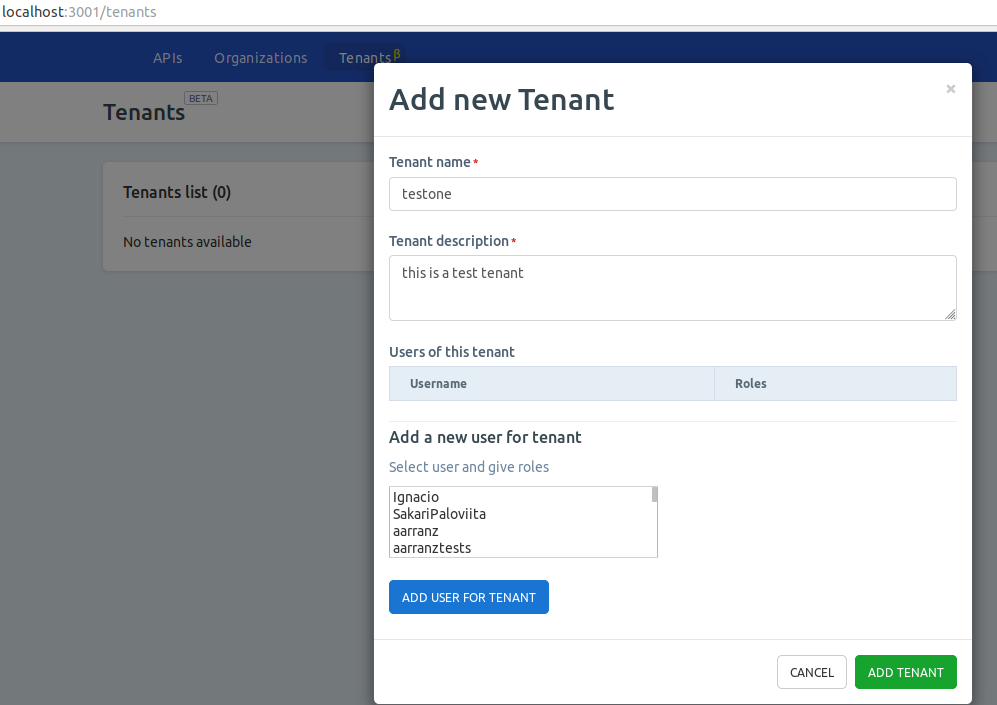 localhost:3001/tenants
APIs Organizations Tenants β
Tenants BETA
Tenants list (0)
No tenants available
Add new Tenant ×
Tenant name *
testone
Tenant description *
this is a test tenant
Users of this tenant
Username Roles
Add a new user for tenant
Select user and give roles
Ignacio
SakariPaloviita
aarranz
aarranztests
ADD USER FOR TENANT
CANCEL ADD TENANT